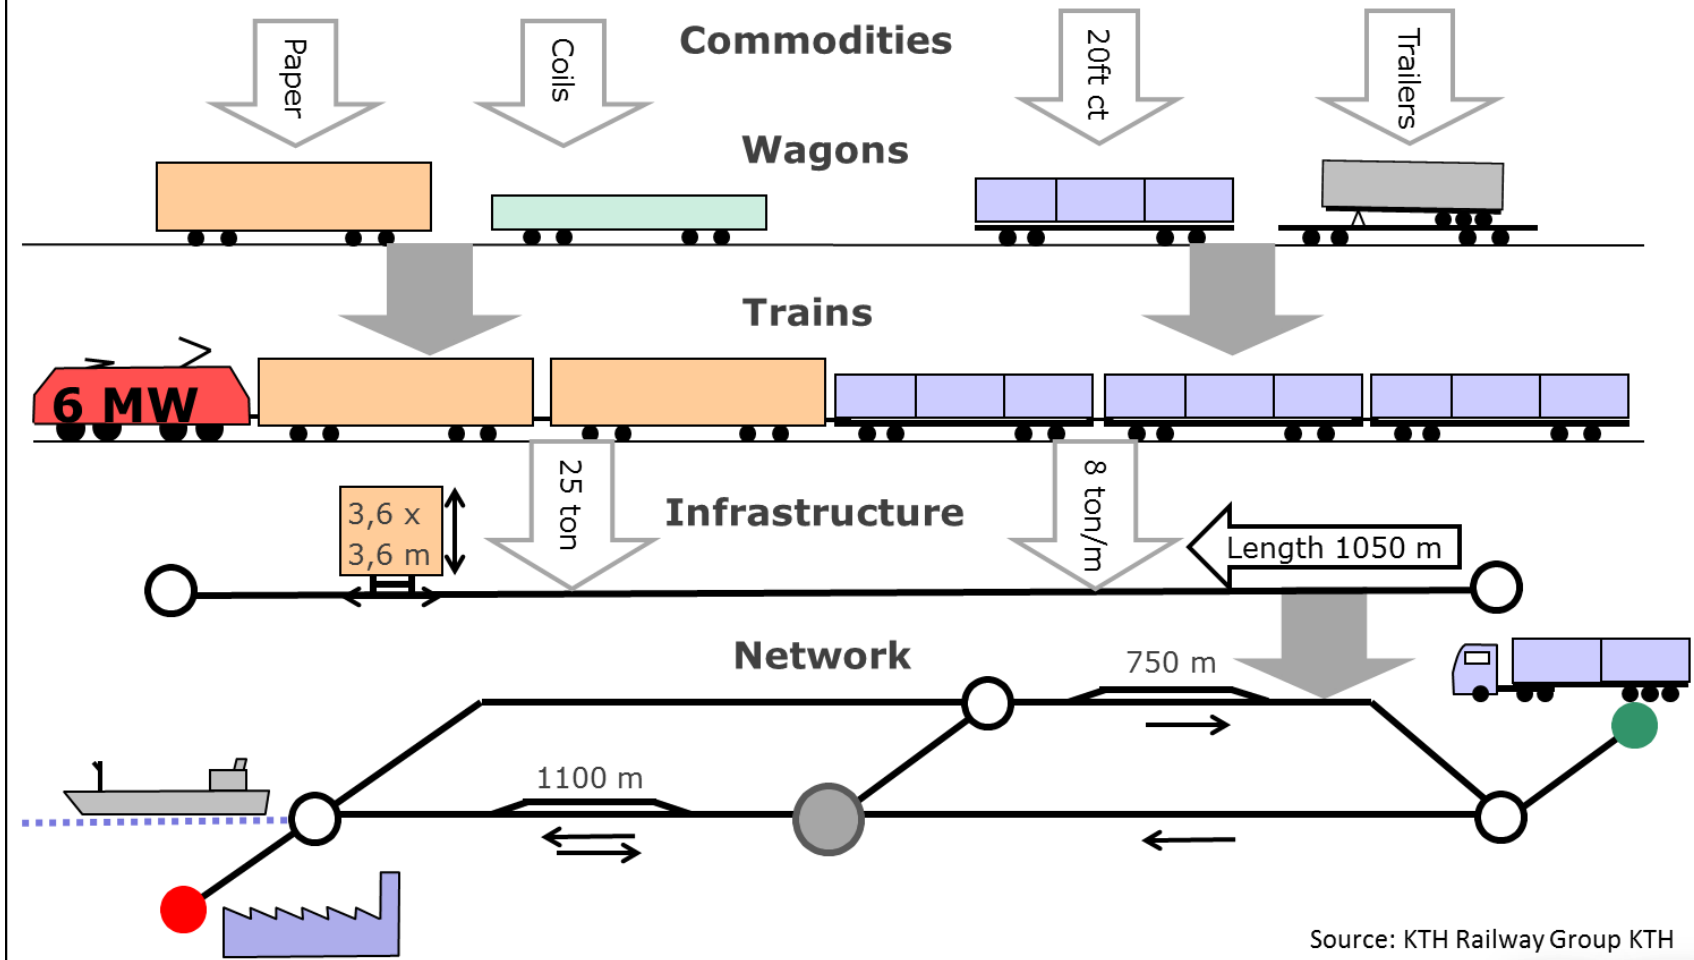 Commodities
Paper
Coils
20ft ct
Trailers
Wagons
Trains
6 MW
25 ton
8 ton/m
Infrastructure
3,6 x
3,6 m
Length 1050 m
Network
750 m
1100 m
Source: KTH Railway Group KTH